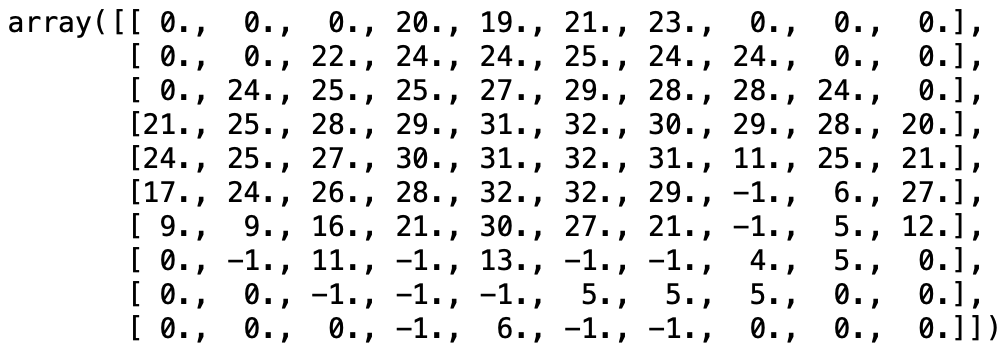 array([[ 0.,  0.,  0., 20., 19., 21., 23.,  0.,  0.,  0.],
       [ 0.,  0., 22., 24., 24., 25., 24., 24.,  0.,  0.],
       [ 0., 24., 25., 25., 27., 29., 28., 28., 24.,  0.],
       [21., 25., 28., 29., 31., 32., 30., 29., 28., 20.],
       [24., 25., 27., 30., 31., 32., 31., 11., 25., 21.],
       [17., 24., 26., 28., 32., 32., 29., -1.,  6., 27.],
       [ 9.,  9., 16., 21., 30., 27., 21., -1.,  5., 12.],
       [ 0., -1., 11., -1., 13., -1., -1.,  4.,  5.,  0.],
       [ 0.,  0., -1., -1., -1.,  5.,  5.,  5.,  0.,  0.],
       [ 0.,  0.,  0., -1.,  6., -1., -1.,  0.,  0.,  0.]])